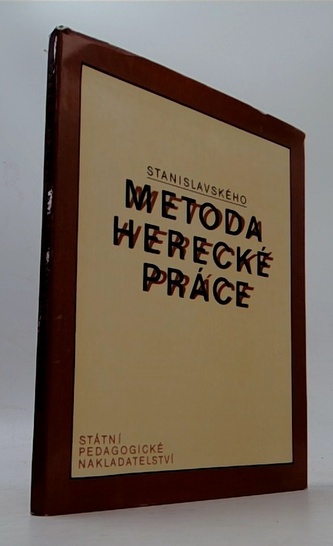 STANISLAVSKÉHO
METODA
HERECKÉ
PRÁCE
STÁTNÍ
PEDAGOGICKÉ
NAKLADATELSTVÍ